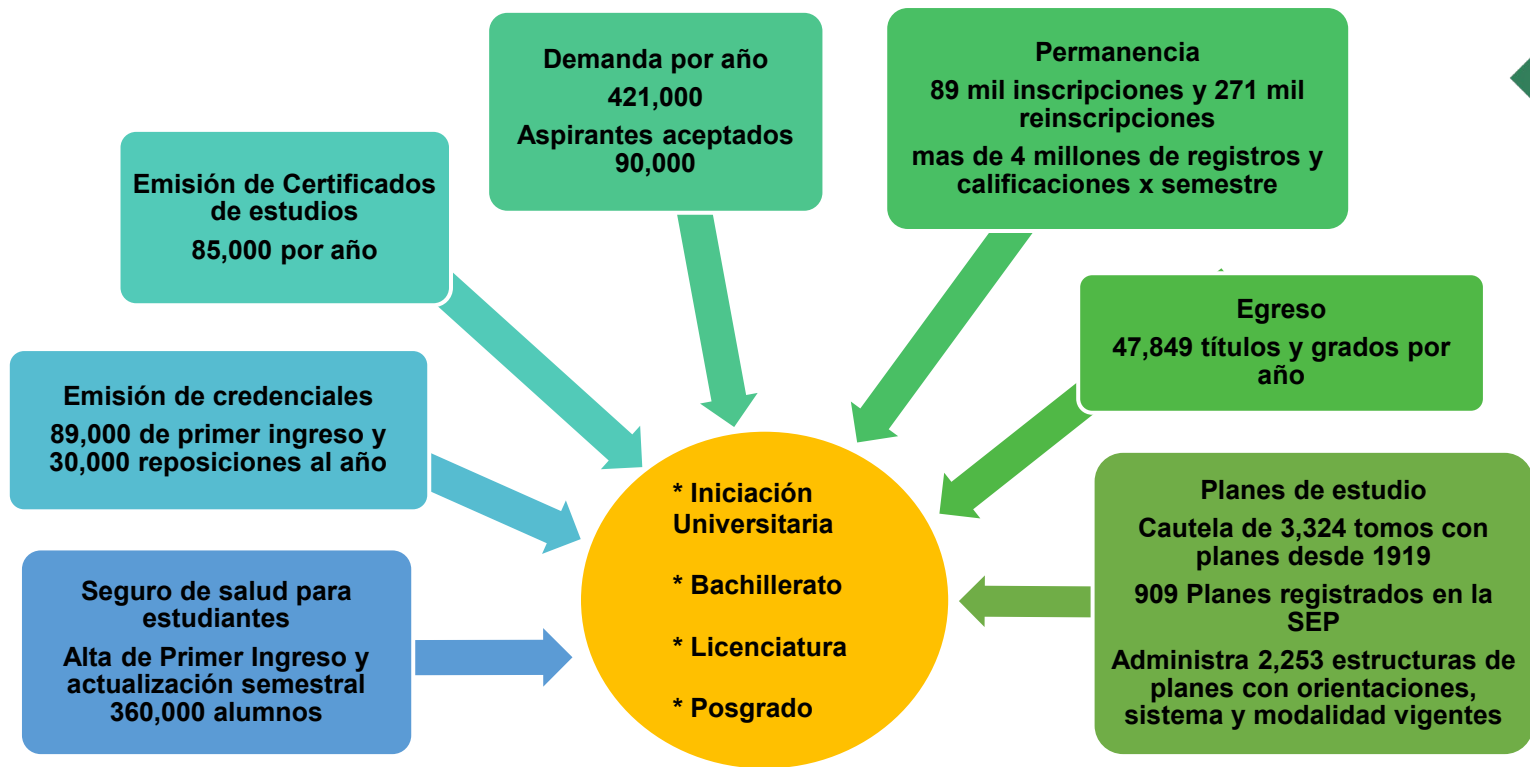 Demanda por año
421,000
Aspirantes aceptados
90,000
Permanencia
89 mil inscripciones y 271 mil
reinscripciones
mas de 4 millones de registros y
calificaciones x semestre
Emisión de Certificados
de estudios
85,000 por año
Egreso
47,849 títulos y grados por
año
Emisión de credenciales
89,000 de primer ingreso y
30,000 reposiciones al año
Planes de estudio
Cautela de 3,324 tomos con
planes desde 1919
909 Planes registrados en la
SEP
Administra 2,253 estructuras de
planes con orientaciones,
sistema y modalidad vigentes
Seguro de salud para
estudiantes
Alta de Primer Ingreso y
actualización semestral
360,000 alumnos
* Iniciación
Universitaria
* Bachillerato
* Licenciatura
* Posgrado